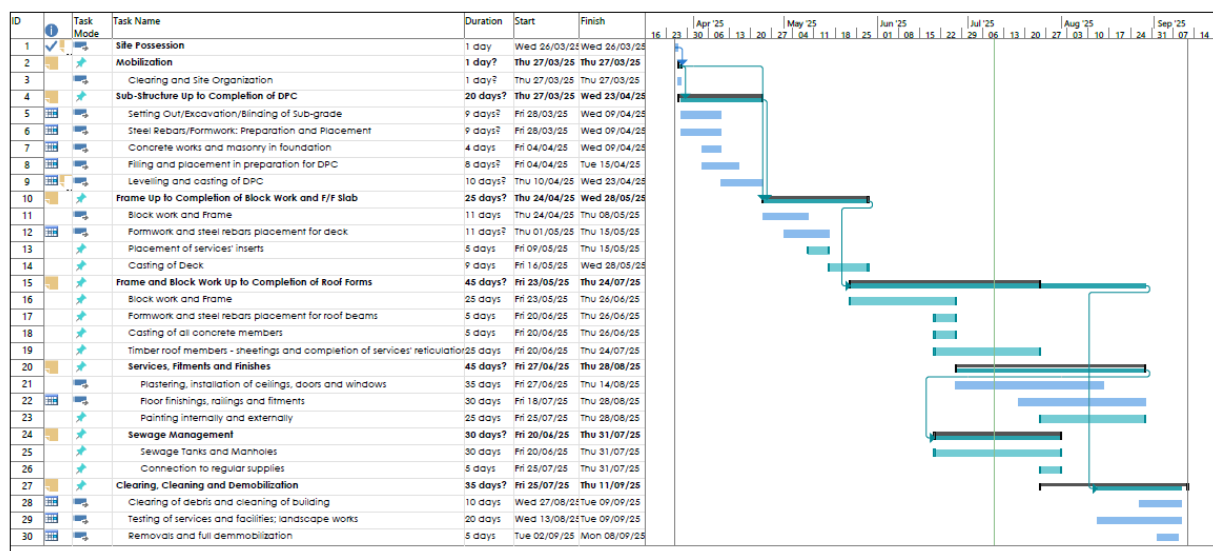 ID Task Mode Task Name Duration Start Finish Apr '25 May '25 Jun '25 Jul '25 Aug '25 Sep '25
16 23 30 06 13 20 27 04 11 18 25 01 08 15 22 29 06 13 20 27 03 10 17 24 31 07 14
1 Site Possession 1 day Wed 26/03/25 Wed 26/03/25
2 Mobilization 1 day? Thu 27/03/25 Thu 27/03/25
3 Clearing and Site Organization 1 day? Thu 27/03/25 Thu 27/03/25
4 Sub-Structure Up to Completion of DPC 20 days? Thu 27/03/25 Wed 23/04/25
5 Setting Out/Excavation/Blinding of Sub-grade 9 days? Fri 28/03/25 Wed 09/04/25
6 Steel Rebars/Formwork: Preparation and Placement 9 days? Fri 28/03/25 Wed 09/04/25
7 Concrete works and masonry in foundation 4 days Fri 04/04/25 Wed 09/04/25
8 Filling and placement in preparation for DPC 8 days? Fri 04/04/25 Tue 15/04/25
9 Levelling and casting of DPC 10 days? Thu 10/04/25 Wed 23/04/25
10 Frame Up to Completion of Block Work and F/F Slab 25 days? Thu 24/04/25 Wed 28/05/25
11 Block work and Frame 11 days Thu 24/04/25 Thu 08/05/25
12 Formwork and steel rebars placement for deck 11 days? Thu 01/05/25 Thu 15/05/25
13 Placement of services' inserts 5 days Fri 09/05/25 Thu 15/05/25
14 Casting of Deck 9 days Fri 16/05/25 Wed 28/05/25
15 Frame and Block Work Up to Completion of Roof Forms 45 days? Fri 23/05/25 Thu 24/07/25
16 Block work and Frame 25 days Fri 23/05/25 Thu 26/06/25
17 Formwork and steel rebars placement for roof beams 5 days Fri 20/06/25 Thu 26/06/25
18 Casting of all concrete members 5 days Fri 20/06/25 Thu 26/06/25
19 Timber roof members - sheetings and completion of services' reticulation 25 days Fri 20/06/25 Thu 24/07/25
20 Services, Fitments and Finishes 45 days? Fri 27/06/25 Thu 28/08/25
21 Plastering, installation of ceilings, doors and windows 35 days Fri 27/06/25 Thu 14/08/25
22 Floor finishings, railings and fitments 30 days Fri 18/07/25 Thu 28/08/25
23 Painting internally and externally 25 days Fri 25/07/25 Thu 28/08/25
24 Sewage Management 30 days? Fri 20/06/25 Thu 31/07/25
25 Sewage Tanks and Manholes 30 days Fri 20/06/25 Thu 31/07/25
26 Connection to regular supplies 5 days Fri 25/07/25 Thu 31/07/25
27 Clearing, Cleaning and Demobilization 35 days? Fri 25/07/25 Thu 11/09/25
28 Clearing of debris and cleaning of building 10 days Wed 27/08/25 Tue 09/09/25
29 Testing of services and facilities; landscape works 20 days Wed 13/08/25 Tue 09/09/25
30 Removals and full demmobilization 5 days Tue 02/09/25 Mon 08/09/25